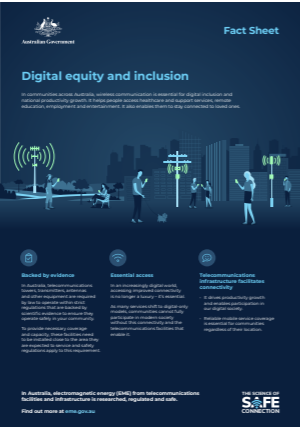 Australian Government
Fact Sheet
Digital equity and inclusion
In communities across Australia, wireless communication is essential for digital inclusion and
national productivity growth. It helps people access healthcare and support services, remote-
education, employment and entertainment. It also enables them to stay connected to loved ones.
Backed by evidence
In Australia, telecommunications
towers, transmitters, antennas
and other equipment are required
by law to operate within strict
regulations that are backed by
scientific evidence to ensure they
operate safely in your community.
To provide necessary coverage
and capacity, these facilities need
to be installed close to the area they
are expected to service and safety
regulations apply to this requirement.
Essential access
In an increasingly digital world,
accessing improved connectivity
is no longer a luxury – it's essential.
As many services shift to digital-only
models, communities cannot fully
participate in modern society
without this connectivity and the
telecommunications facilities that
enable it.
Telecommunications
infrastructure facilitates
connectivity
· It drives productivity growth
and enables participation in
our digital society.
· Reliable mobile service coverage
is essential for communities
regardless of their location.
In Australia, electromagnetic energy (EME) from telecommunications
facilities and infrastructure is researched, regulated and safe.
Find out more at eme.gov.au
THE SCIENCE OF
SAFE
CONNECTION